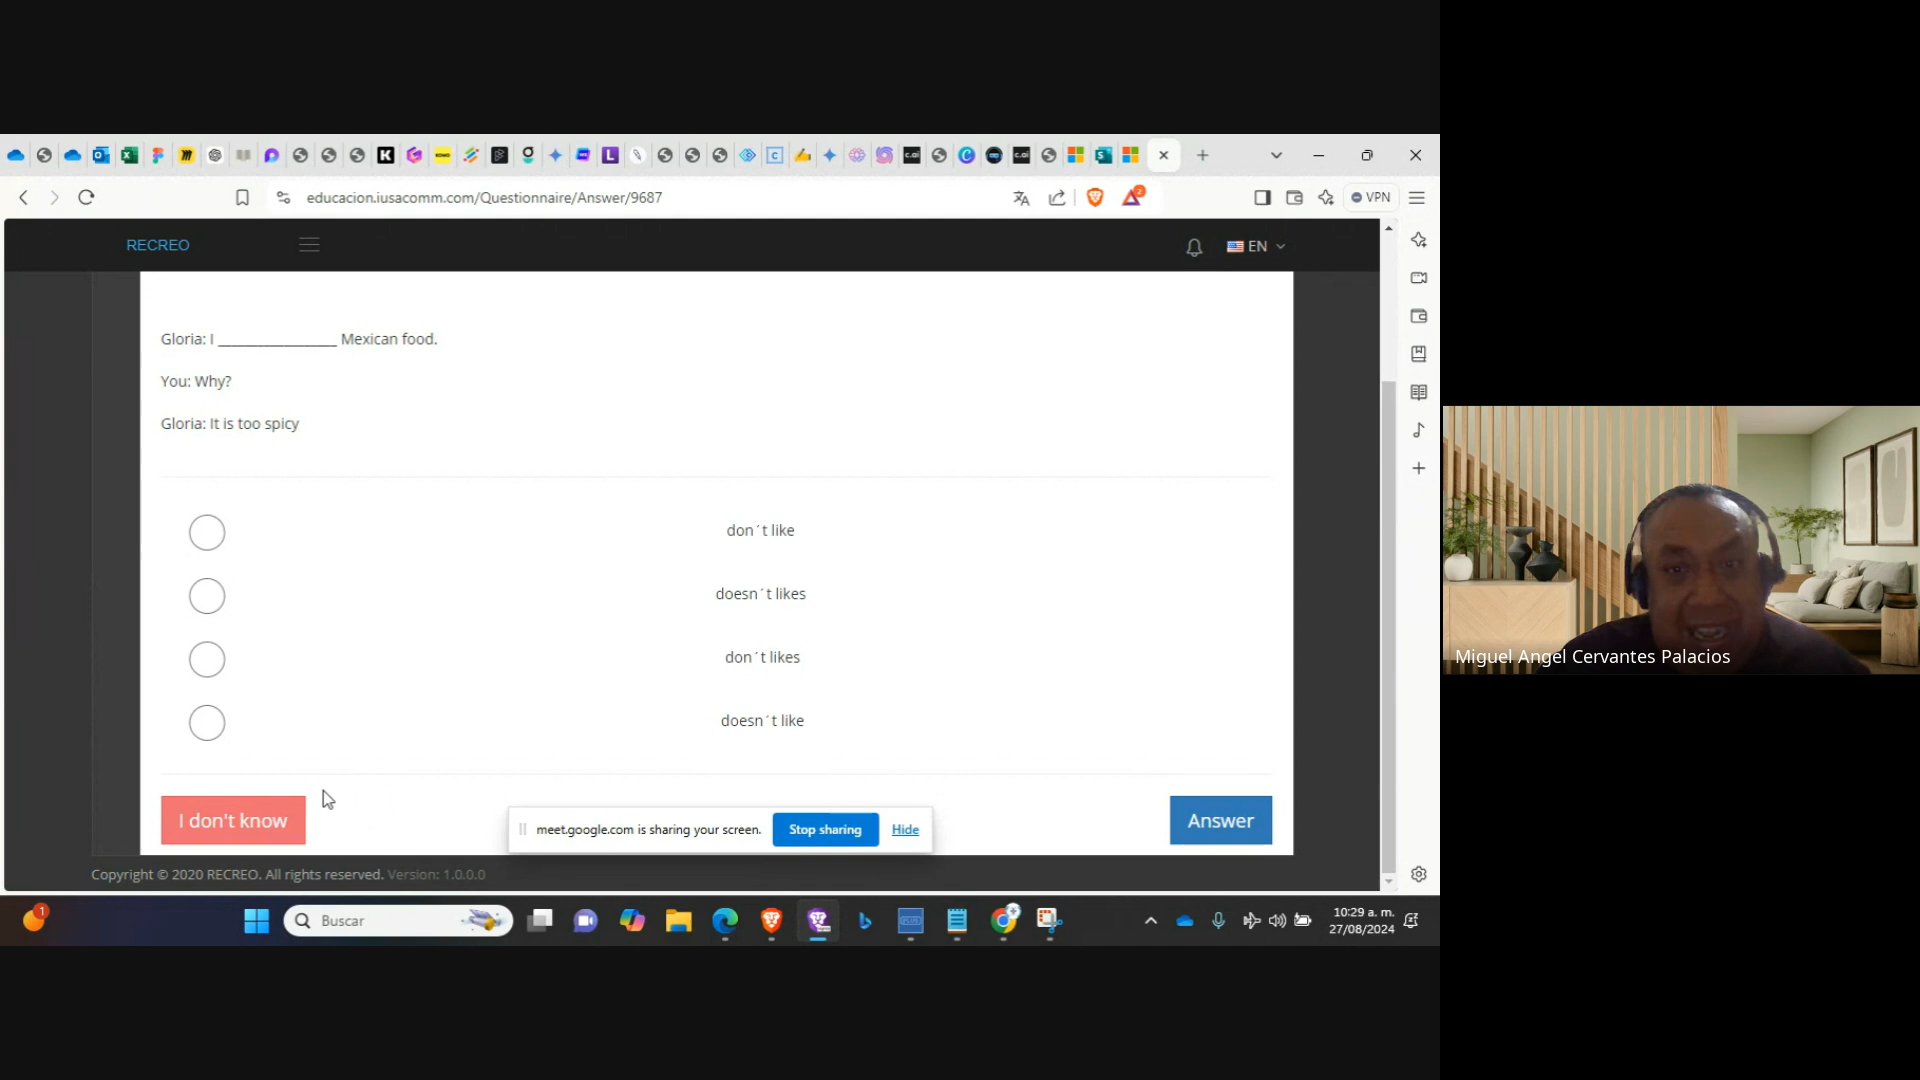 educacion.iusacomm.com/Questionnaire/Answer/9687
VPN
RECREO
EN
Gloria: I _________________ Mexican food.
You: Why?
Gloria: It is too spicy
don´t like
doesn´t likes
don´t likes
doesn´t like
I don't know
meet.google.com is sharing your screen.
Stop sharing
Hide
Answer
Copyright © 2020 RECREO. All rights reserved. Version: 1.0.0.0
Buscar
10:29 a. m.
27/08/2024
Miguel Angel Cervantes Palacios